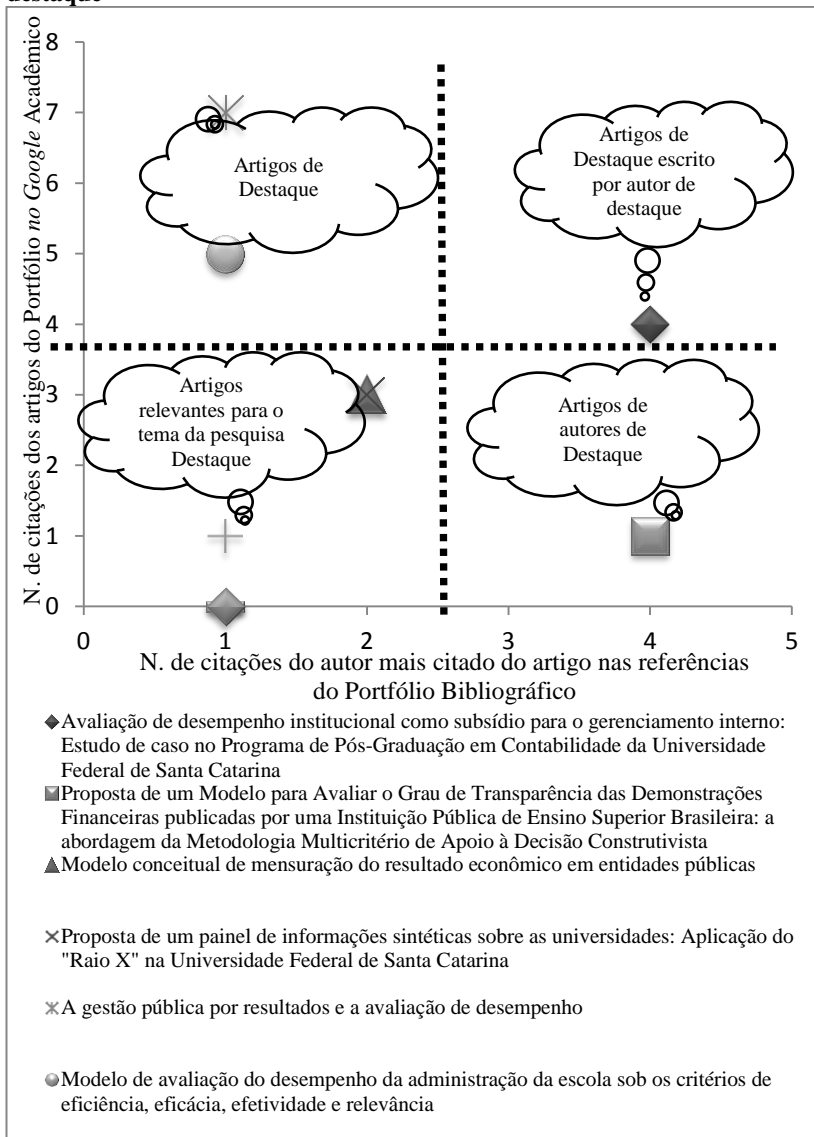 destaque
N. de citações dos artigos do Portfólio no Google Acadêmico
8
7
6
5
4
3
2
1
0
Artigos de
Destaque
Artigos de
Destaque escrito
por autor de
destaque
Artigos
relevantes para o
tema da pesquisa
Destaque
Artigos de
autores de
Destaque
0 1 2 3 4 5
N. de citações do autor mais citado do artigo nas referências
do Portfólio Bibliográfico
Avaliação de desempenho institucional como subsídio para o gerenciamento interno:
Estudo de caso no Programa de Pós-Graduação em Contabilidade da Universidade
Federal de Santa Catarina
Proposta de um Modelo para Avaliar o Grau de Transparência das Demonstrações
Financeiras publicadas por uma Instituição Pública de Ensino Superior Brasileira: a
abordagem da Metodologia Multicritério de Apoio à Decisão Construtivista
Modelo conceitual de mensuração do resultado econômico em entidades públicas
Proposta de um painel de informações sintéticas sobre as universidades: Aplicação do
"Raio X" na Universidade Federal de Santa Catarina
A gestão pública por resultados e a avaliação de desempenho
Modelo de avaliação do desempenho da administração da escola sob os critérios de
eficiência, eficácia, efetividade e relevância